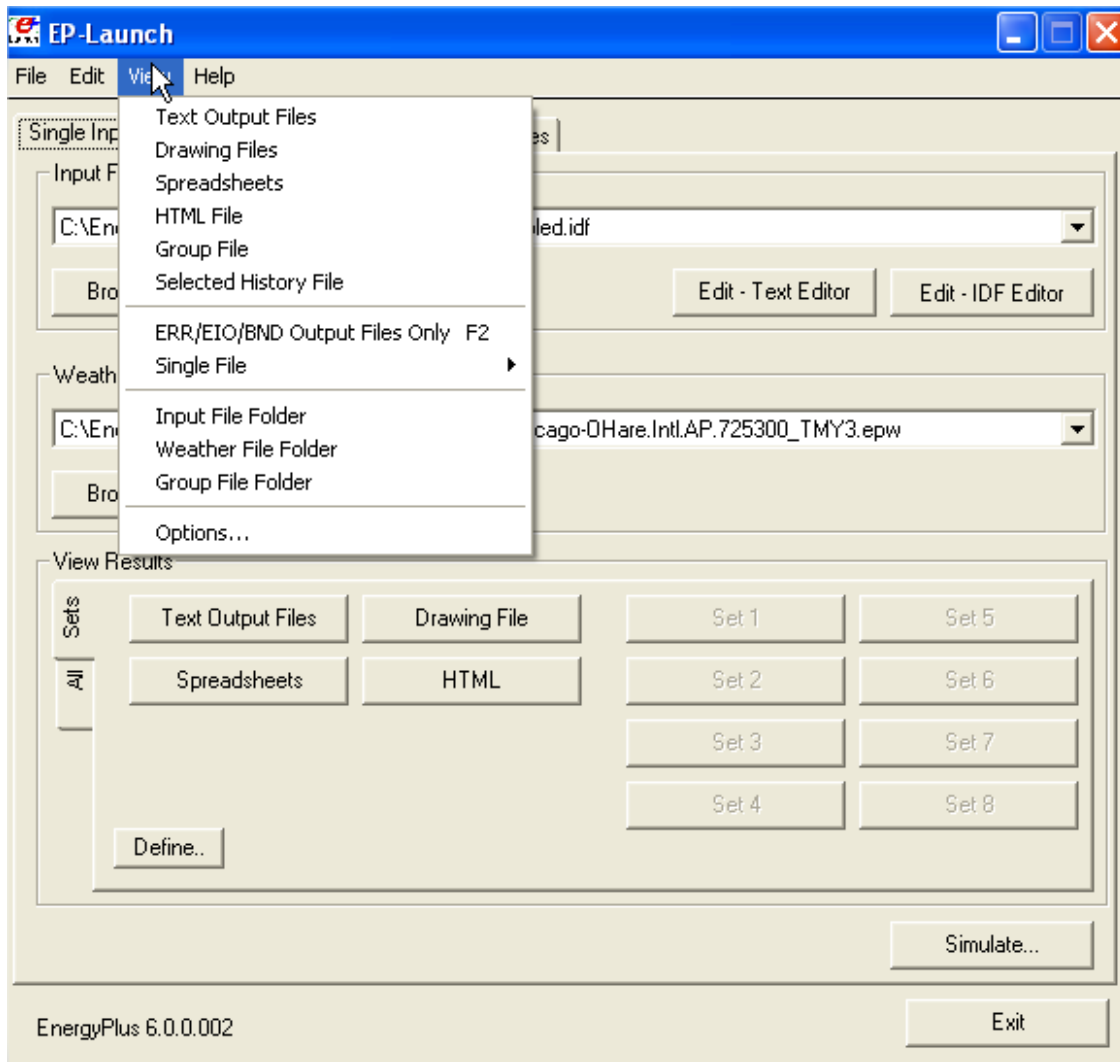 EP-Launch
File Edit View Help
Text Output Files
Drawing Files
Spreadsheets
HTML File
Group File
Selected History File
ERR/EIO/BND Output Files Only F2
Single File
Input File Folder
Weather File Folder
Group File Folder
Options...
Single Inp
es
Input F
C:\Ene
led.idf
Bro
Edit - Text Editor
Edit - IDF Editor
Weath
C:\Ene
cago-OHare.Intl.AP.725300_TMY3.epw
Bro
View Results
Sets
All
Text Output Files Drawing File Set 1 Set 5
Spreadsheets HTML Set 2 Set 6
Set 3 Set 7
Set 4 Set 8
Define..
Simulate...
EnergyPlus 6.0.0.002
Exit